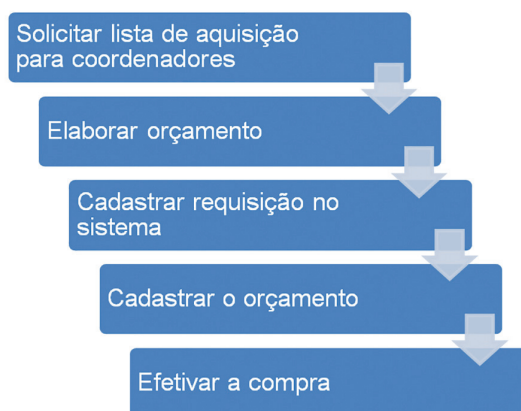 Solicitar lista de aquisição
para coordenadores
Elaborar orçamento
Cadastrar requisição no
sistema
Cadastrar o orçamento
Efetivar a compra